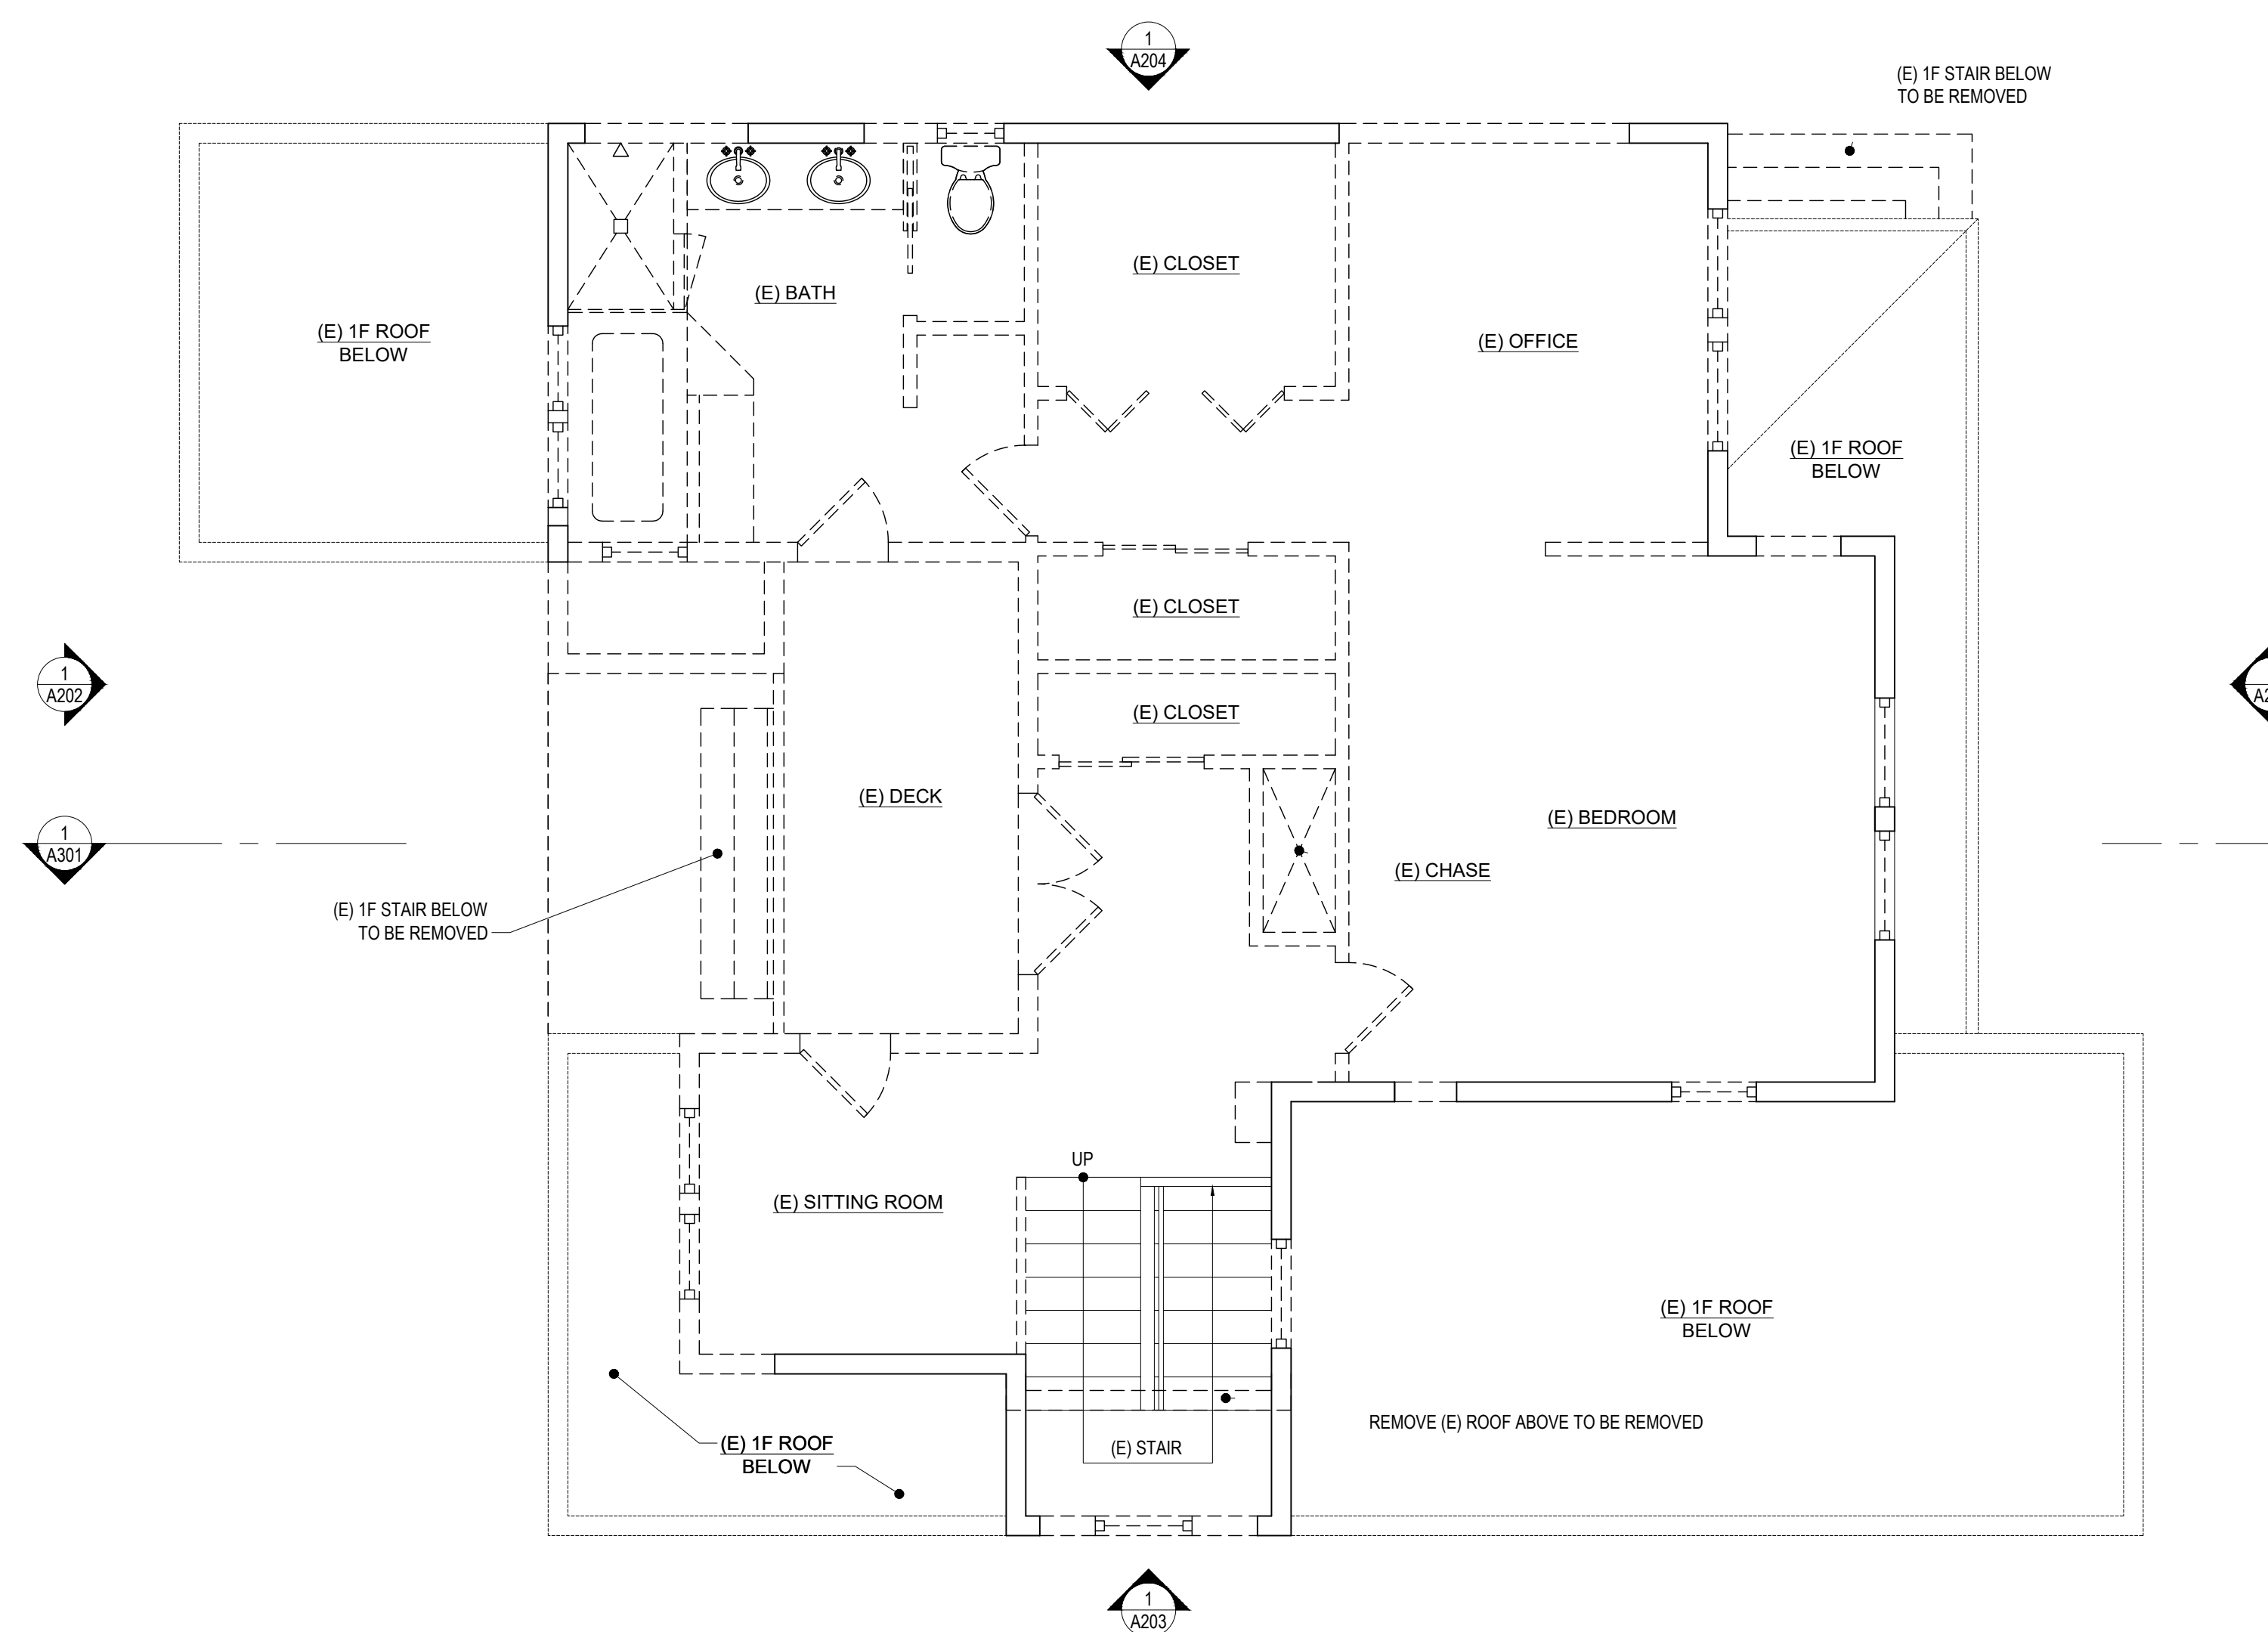 1
A204
(E) 1F STAIR BELOW
TO BE REMOVED
(E) CLOSET
(E) BATH
(E) 1F ROOF
BELOW
(E) OFFICE
(E) 1F ROOF
BELOW
(E) CLOSET
1
A202
(E) CLOSET
(E) DECK
(E) BEDROOM
1
A301
(E) CHASE
(E) 1F STAIR BELOW
TO BE REMOVED
UP
(E) SITTING ROOM
(E) 1F ROOF
BELOW
REMOVE (E) ROOF ABOVE TO BE REMOVED
(E) 1F ROOF
BELOW
(E) STAIR
1
A203